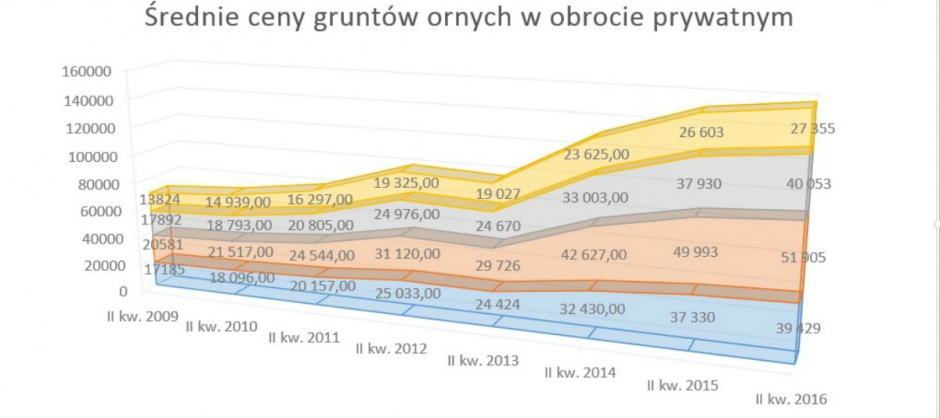 Średnie ceny gruntów ornych w obrocie prywatnym
160000
140000
120000
100000
80000
60000
40000
20000
0
13824 14 939,00 16 297,00 19 325,00 19 027 23 625,00 26 603 27 355
17892 18 793,00 20 805,00 24 976,00 24 670 33 003,00 37 930 40 053
20581 21 517,00 24 544,00 31 120,00 29 726 42 627,00 49 993 51 905
17185 18 096,00 20 157,00 25 033,00 24 424 32 430,00 37 330 39 429
II kw. 2009 II kw. 2010 II kw. 2011 II kw. 2012 II kw. 2013 II kw. 2014 II kw. 2015 II kw. 2016